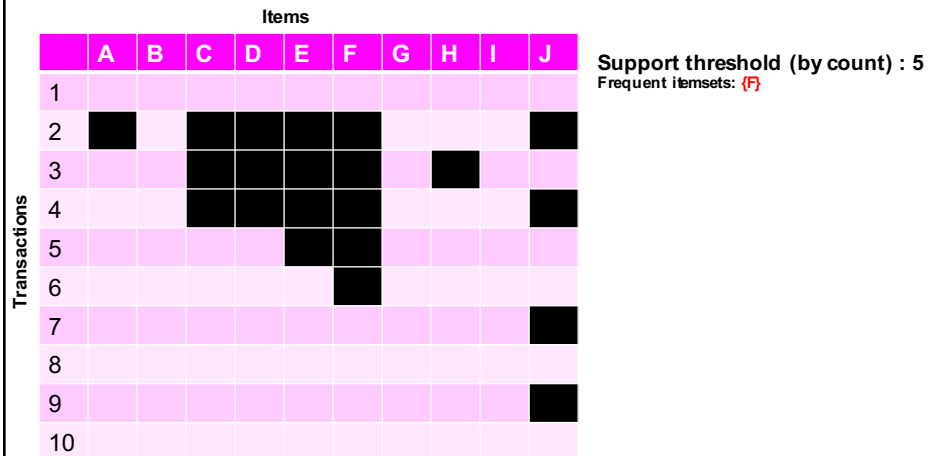 Items
A B C D E F G H I J
Support threshold (by count) : 5
Frequent itemsets: {F}
1
2
3
4
5
6
7
8
9
10
Transactions